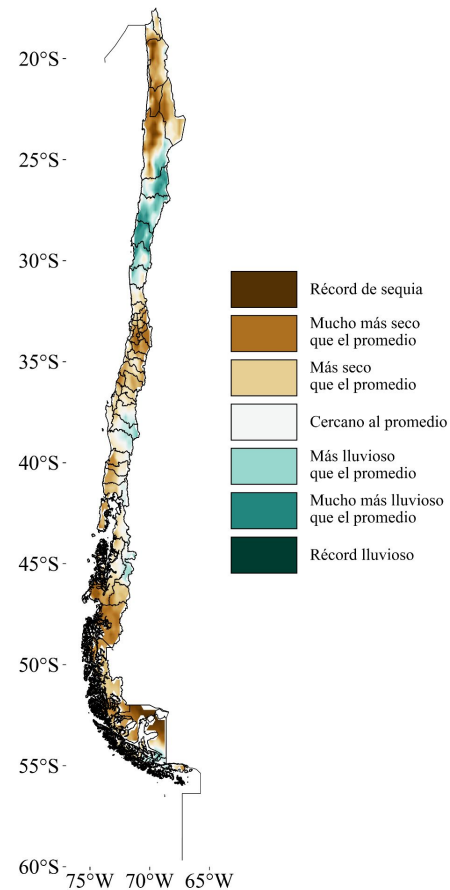 20°S
25°S
30°S
35°S
40°S
45°S
50°S
55°S
60°S
75°W 70°W 65°W
Récord de sequia
Mucho más seco
que el promedio
Más seco
que el promedio
Cercano al promedio
Más lluvioso
que el promedio
Mucho más lluvioso
que el promedio
Récord lluvioso